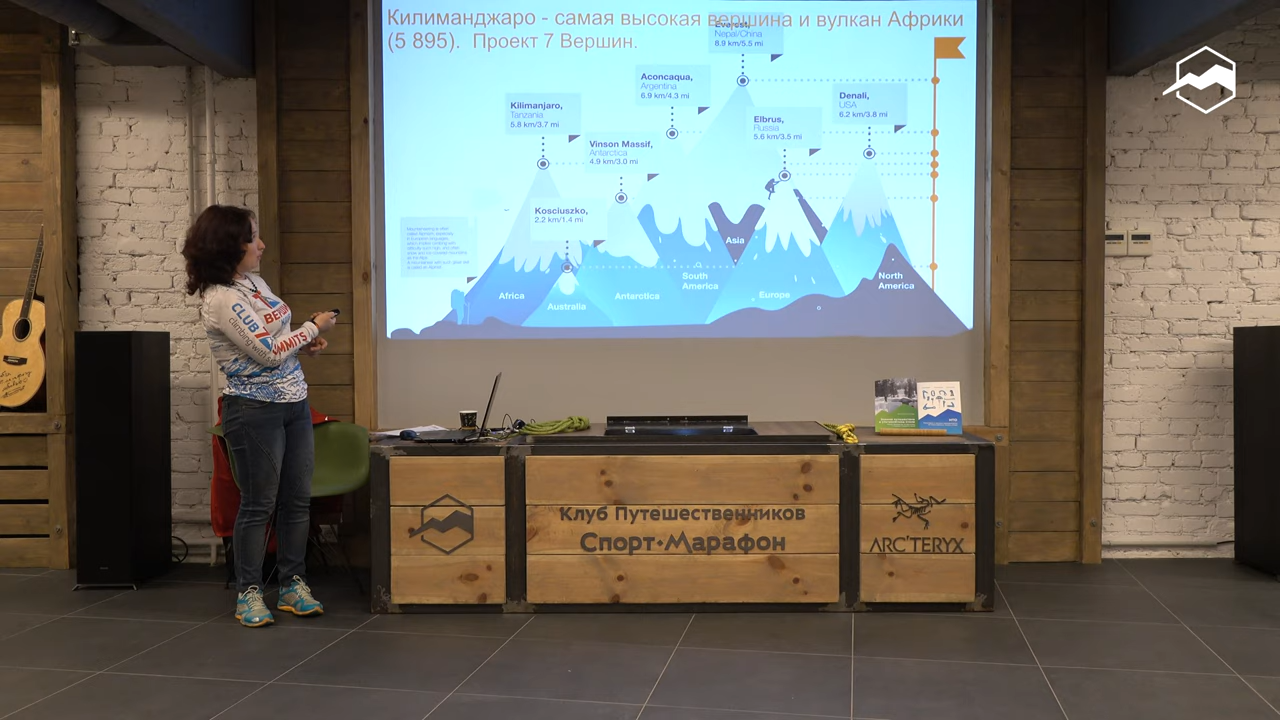 Килиманджаро - самая высокая вершина и вулкан Африки
(5 895). Проект 7 Вершин.
Everest,
Nepal/China
8.9 km/5.5 mi
Aconcaqua,
Argentina
6.9 km/4.3 mi
Kilimanjaro,
Tanzania
5.8 km/3.7 mi
Denali,
USA
6.2 km/3.8 mi
Elbrus,
Russia
5.6 km/3.5 mi
Vinson Massif,
Antarctica
4.9 km/3.0 mi
Kosciuszko,
2.2 km/1.4 mi
Asia
Africa
Australia
Antarctica
South
America
Europe
North
America
CLUB 7
climbing with
SUMMITS
Клуб Путешественников
Спорт-Марафон
ARC'TERYX